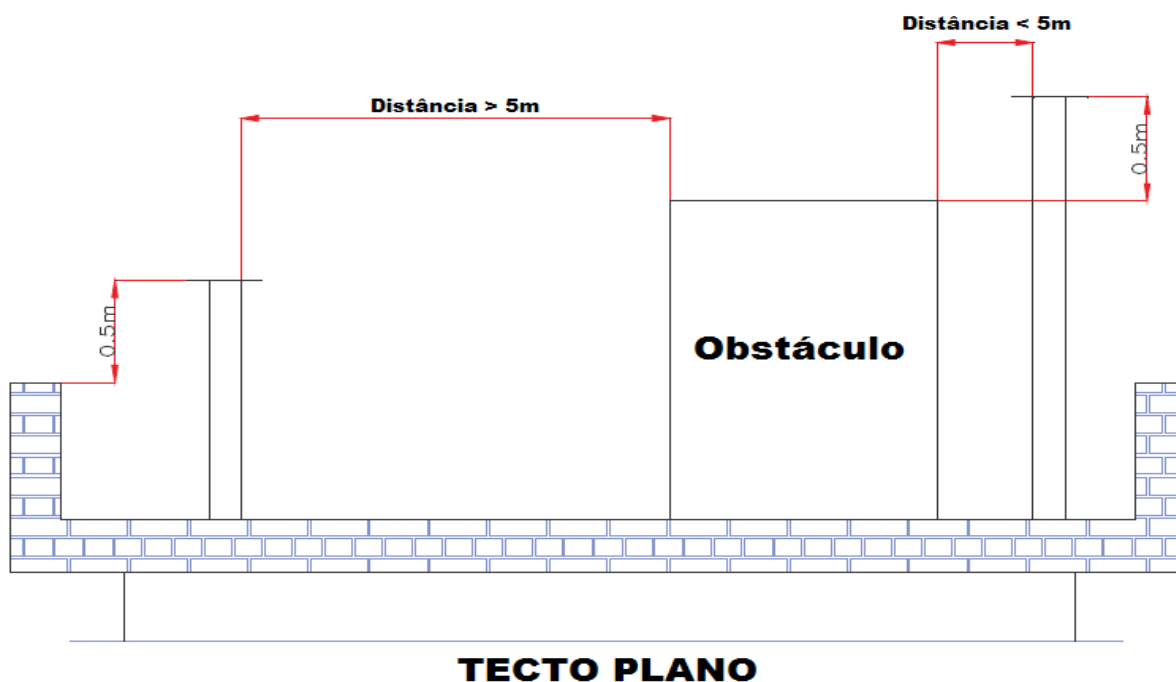 Distância < 5m
Distância > 5m
0.5m
0.5m
Obstáculo
TECTO PLANO